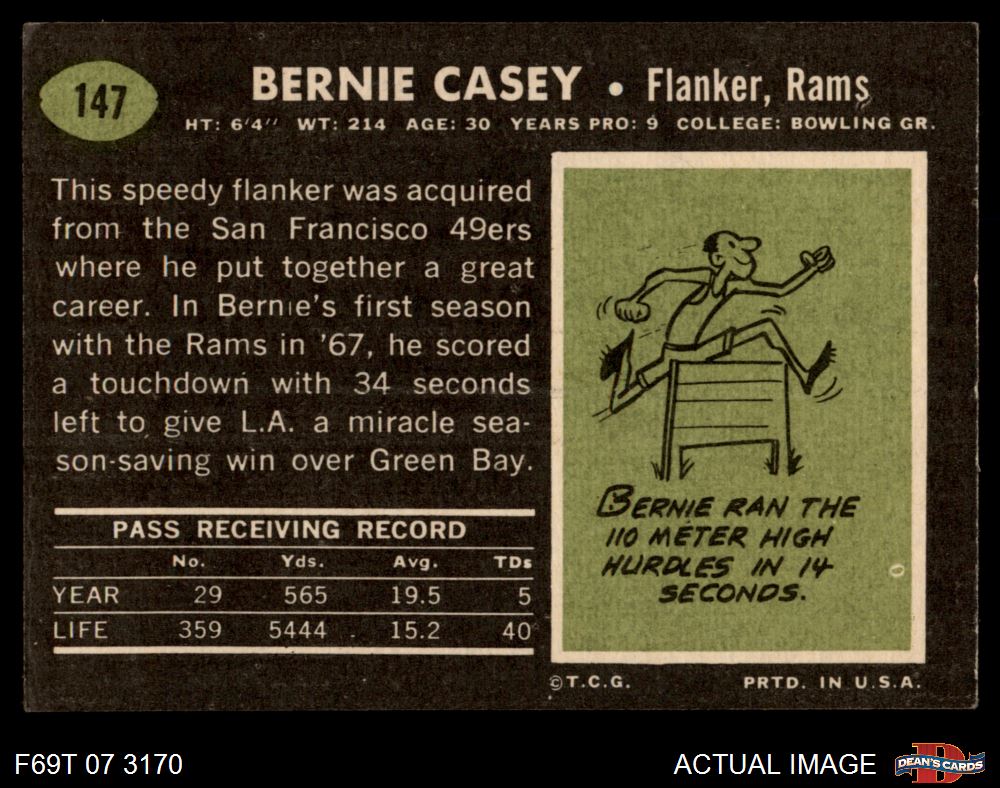 147
BERNIE CASEY • Flanker, Rams
HT: 6'4'' WT: 214 AGE: 30 YEARS PRO: 9 COLLEGE: BOWLING GR.
This speedy flanker was acquired
from the San Francisco 49ers
where he put together a great
career. In Bernie's first season
with the Rams in '67, he scored
a touchdown with 34 seconds
left to give L.A. a miracle sea-
son-saving win over Green Bay.
PASS RECEIVING RECORD
No. Yds. Avg. TDs
YEAR 29 565 19.5 5
LIFE 359 5444 15.2 40
BERNIE RAN THE
110 METER HIGH
HURDLES IN 14
SECONDS.
©T.C.G. PRTD. IN U.S.A.
F69T 07 3170 ACTUAL IMAGE DEAN'S CARDS